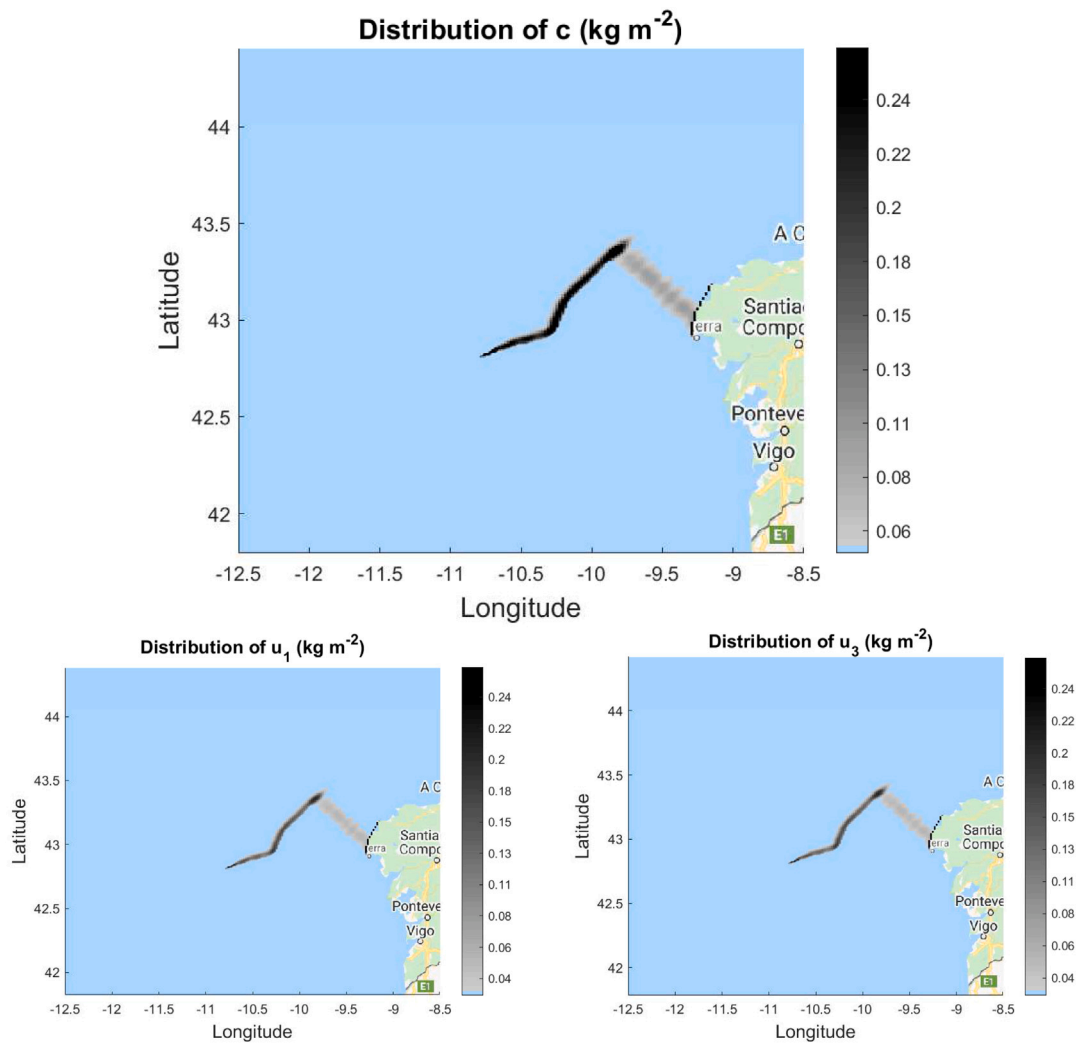 Distribution of c (kg m⁻²)
44
43.5
43
42.5
42
Latitude
-12.5 -12 -11.5 -11 -10.5 -10 -9.5 -9 -8.5
Longitude
0.24
0.22
0.2
0.18
0.15
0.13
0.11
0.08
0.06
A C
Santia
Compo
erra
Ponteve
Vigo
E1
Distribution of u₁ (kg m⁻²)
44
43.5
43
42.5
42
Latitude
-12.5 -12 -11.5 -11 -10.5 -10 -9.5 -9 -8.5
Longitude
0.24
0.22
0.2
0.18
0.15
0.13
0.11
0.08
0.06
0.04
A C
Santia
Compo
erra
Ponteve
Vigo
E1
Distribution of u₃ (kg m⁻²)
44
43.5
43
42.5
42
Latitude
-12.5 -12 -11.5 -11 -10.5 -10 -9.5 -9 -8.5
Longitude
0.24
0.22
0.2
0.18
0.15
0.13
0.11
0.08
0.06
0.04
A C
Santia
Compo
erra
Ponteve
Vigo
E1